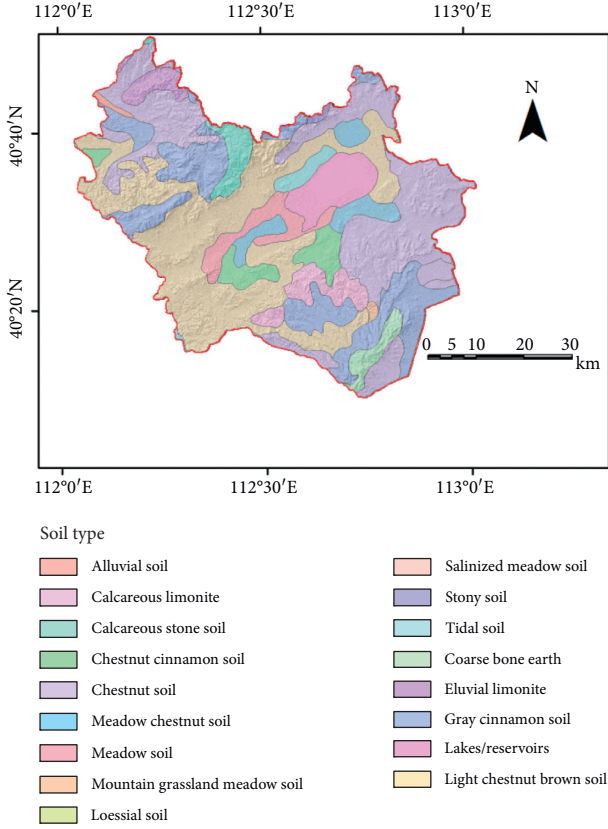 112°0′E 112°30′E 113°0′E
N
40°40′N
40°20′N
0 5 10 20 30
km
112°0′E 112°30′E 113°0′E
Soil type
Alluvial soil
Calcareous limonite
Calcareous stone soil
Chestnut cinnamon soil
Chestnut soil
Meadow chestnut soil
Meadow soil
Mountain grassland meadow soil
Loessial soil
Salinized meadow soil
Stony soil
Tidal soil
Coarse bone earth
Eluvial limonite
Gray cinnamon soil
Lakes/reservoirs
Light chestnut brown soil